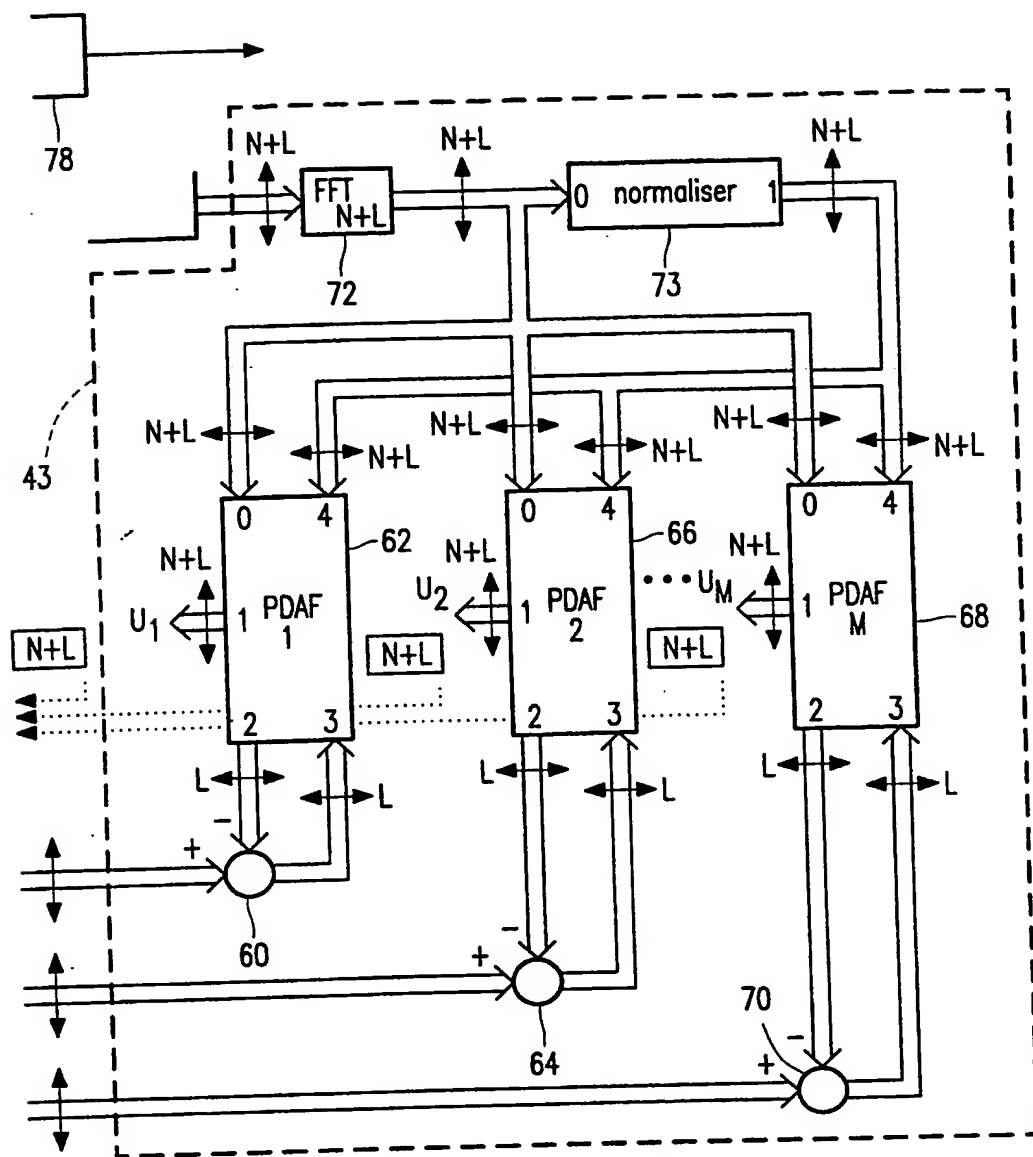 78
N+L
N+L
N+L
FFT
N+L
0 normaliser 1
72
73
43
N+L
N+L
N+L
N+L
N+L
N+L
0 4
0 4
0 4
62
66
68
N+L
N+L
N+L
U1
1 PDAF
1
U2
1 PDAF
2
••• UM
1 PDAF
M
N+L
N+L
N+L
2 3
2 3
2 3
L
L
L
L
L
L
−
+
60
−
+
64
70
−
+